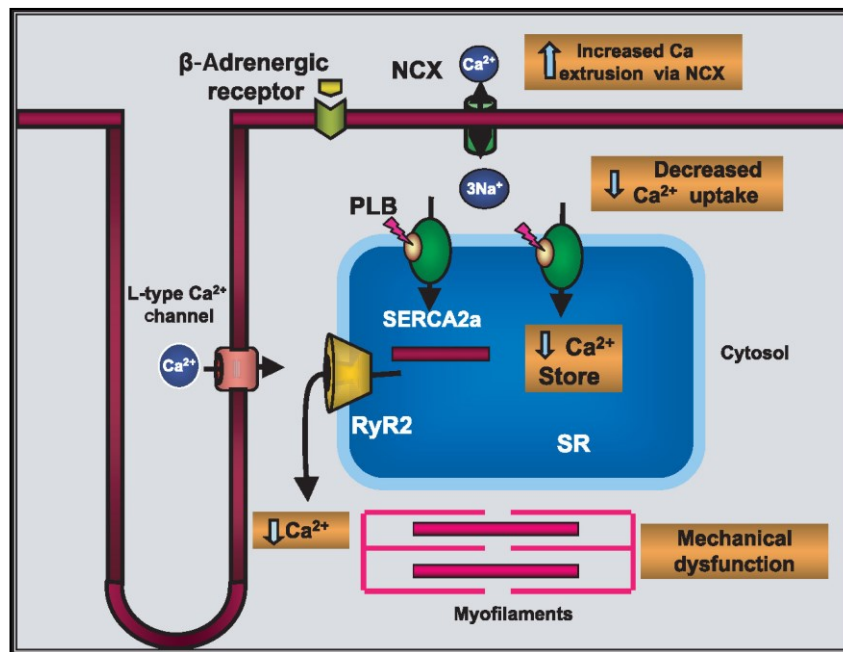 β-Adrenergic
receptor
NCX
Ca²⁺
Increased Ca
extrusion via NCX
3Na⁺
Decreased
Ca²⁺ uptake
PLB
L-type Ca²⁺
channel
Ca²⁺
SERCA2a
Ca²⁺
Store
Cytosol
RyR2
SR
Ca²⁺
Mechanical
dysfunction
Myofilaments